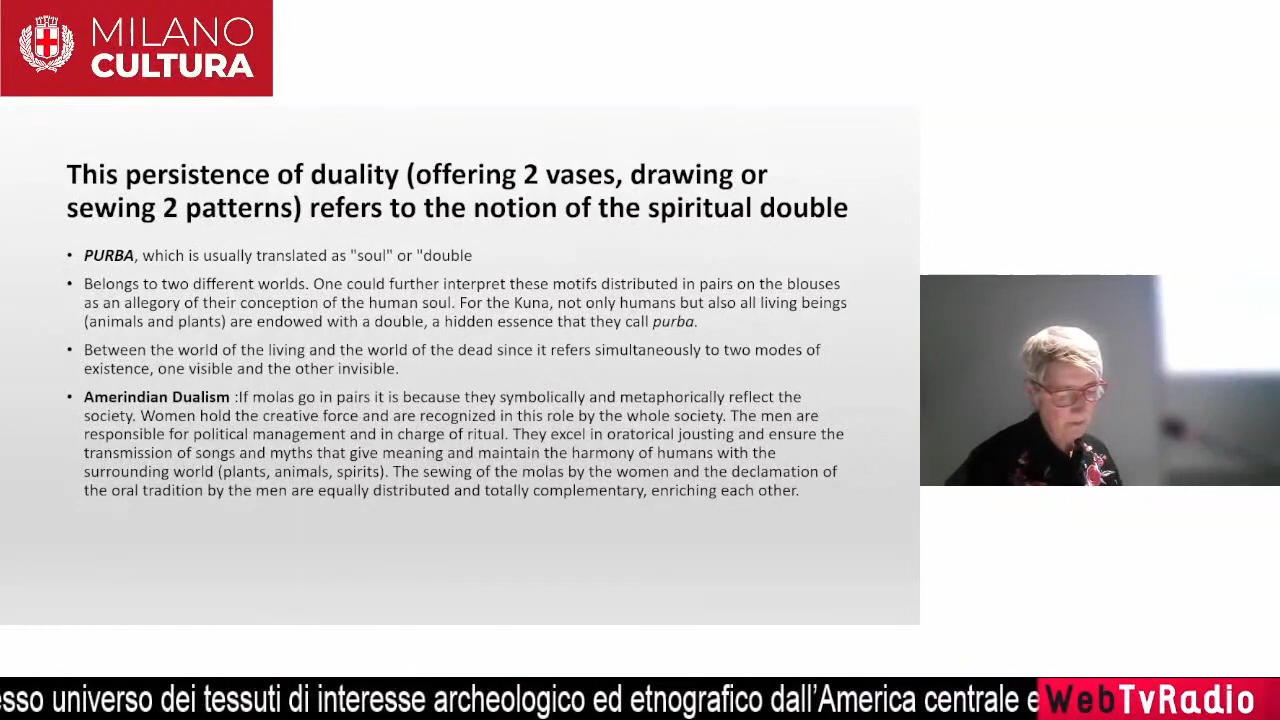 MILANO
CULTURA
This persistence of duality (offering 2 vases, drawing or
sewing 2 patterns) refers to the notion of the spiritual double
• PURBA, which is usually translated as "soul" or "double
• Belongs to two different worlds. One could further interpret these motifs distributed in pairs on the blouses
as an allegory of their conception of the human soul. For the Kuna, not only humans but also all living beings
(animals and plants) are endowed with a double, a hidden essence that they call purba.
• Between the world of the living and the world of the dead since it refers simultaneously to two modes of
existence, one visible and the other invisible.
• Amerindian Dualism :If molas go in pairs it is because they symbolically and metaphorically reflect the
society. Women hold the creative force and are recognized in this role by the whole society. The men are
responsible for political management and in charge of ritual. They excel in oratorical jousting and ensure the
transmission of songs and myths that give meaning and maintain the harmony of humans with the
surrounding world (plants, animals, spirits). The sewing of the molas by the women and the declamation of
the oral tradition by the men are equally distributed and totally complementary, enriching each other.
esso universo dei tessuti di interesse archeologico ed etnografico dall'America centrale e
WebTvRadio